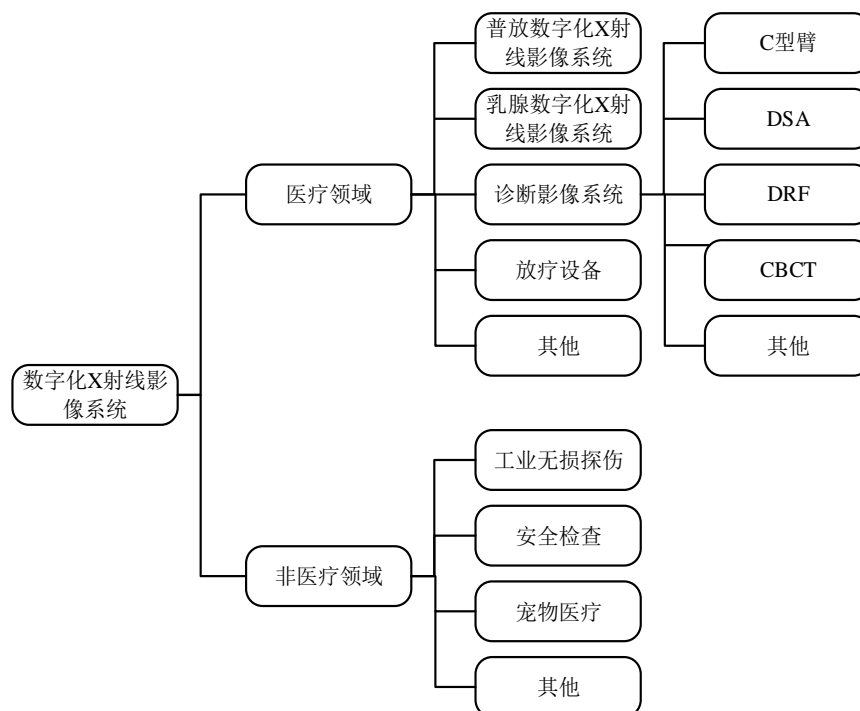 普放数字化X射
线影像系统
C型臂
乳腺数字化X射
线影像系统
DSA
医疗领域
诊断影像系统
DRF
放疗设备
CBCT
其他
其他
数字化X射线影
像系统
工业无损探伤
安全检查
非医疗领域
宠物医疗
其他